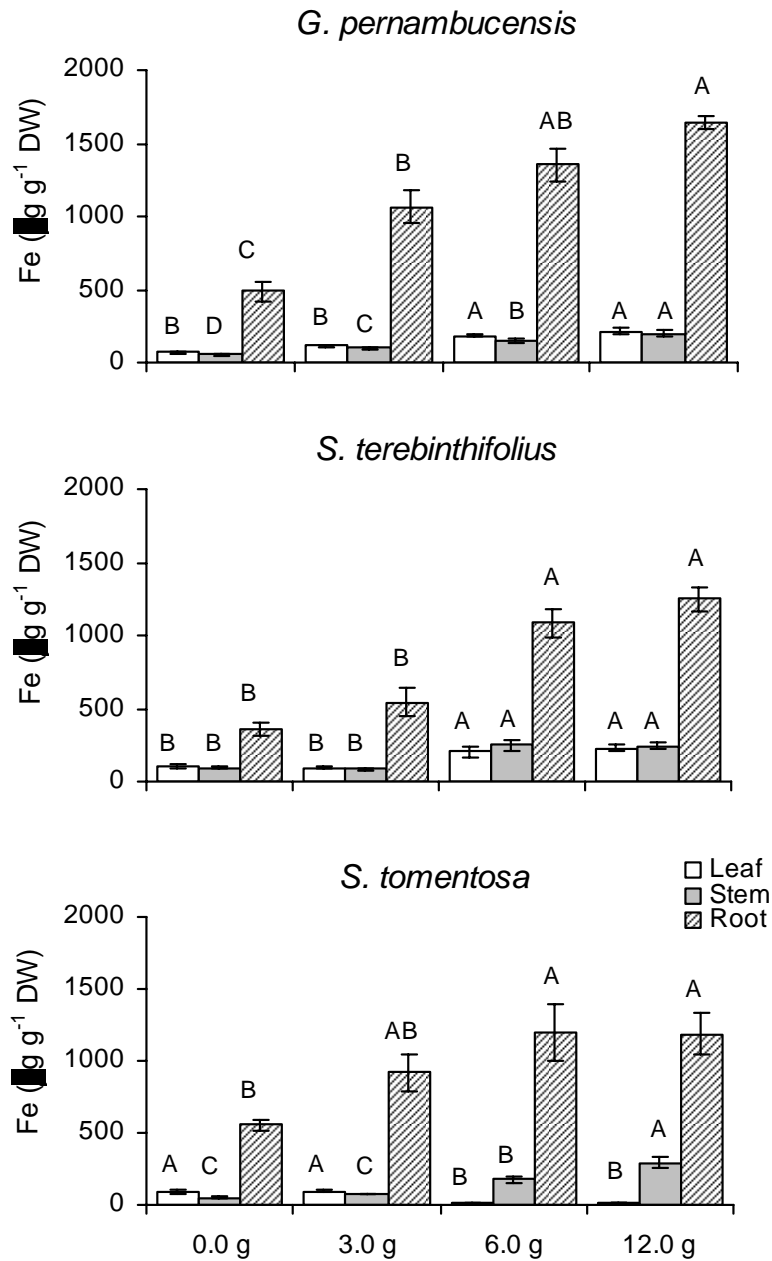 G. pernambucensis
2000
A
AB
1500
Fe ( g g-1 DW)
B
1000
C
500
B D B C A B A A
0
S. terebinthifolius
2000
1500
A A
Fe ( g g-1 DW)
1000
B B
500
B B B B A A A A
0
S. tomentosa
Leaf
Stem
Root
2000
1500
A A
Fe ( g g-1 DW)
AB
1000
B
500
A C A C B B B A
0
0.0 g 3.0 g 6.0 g 12.0 g